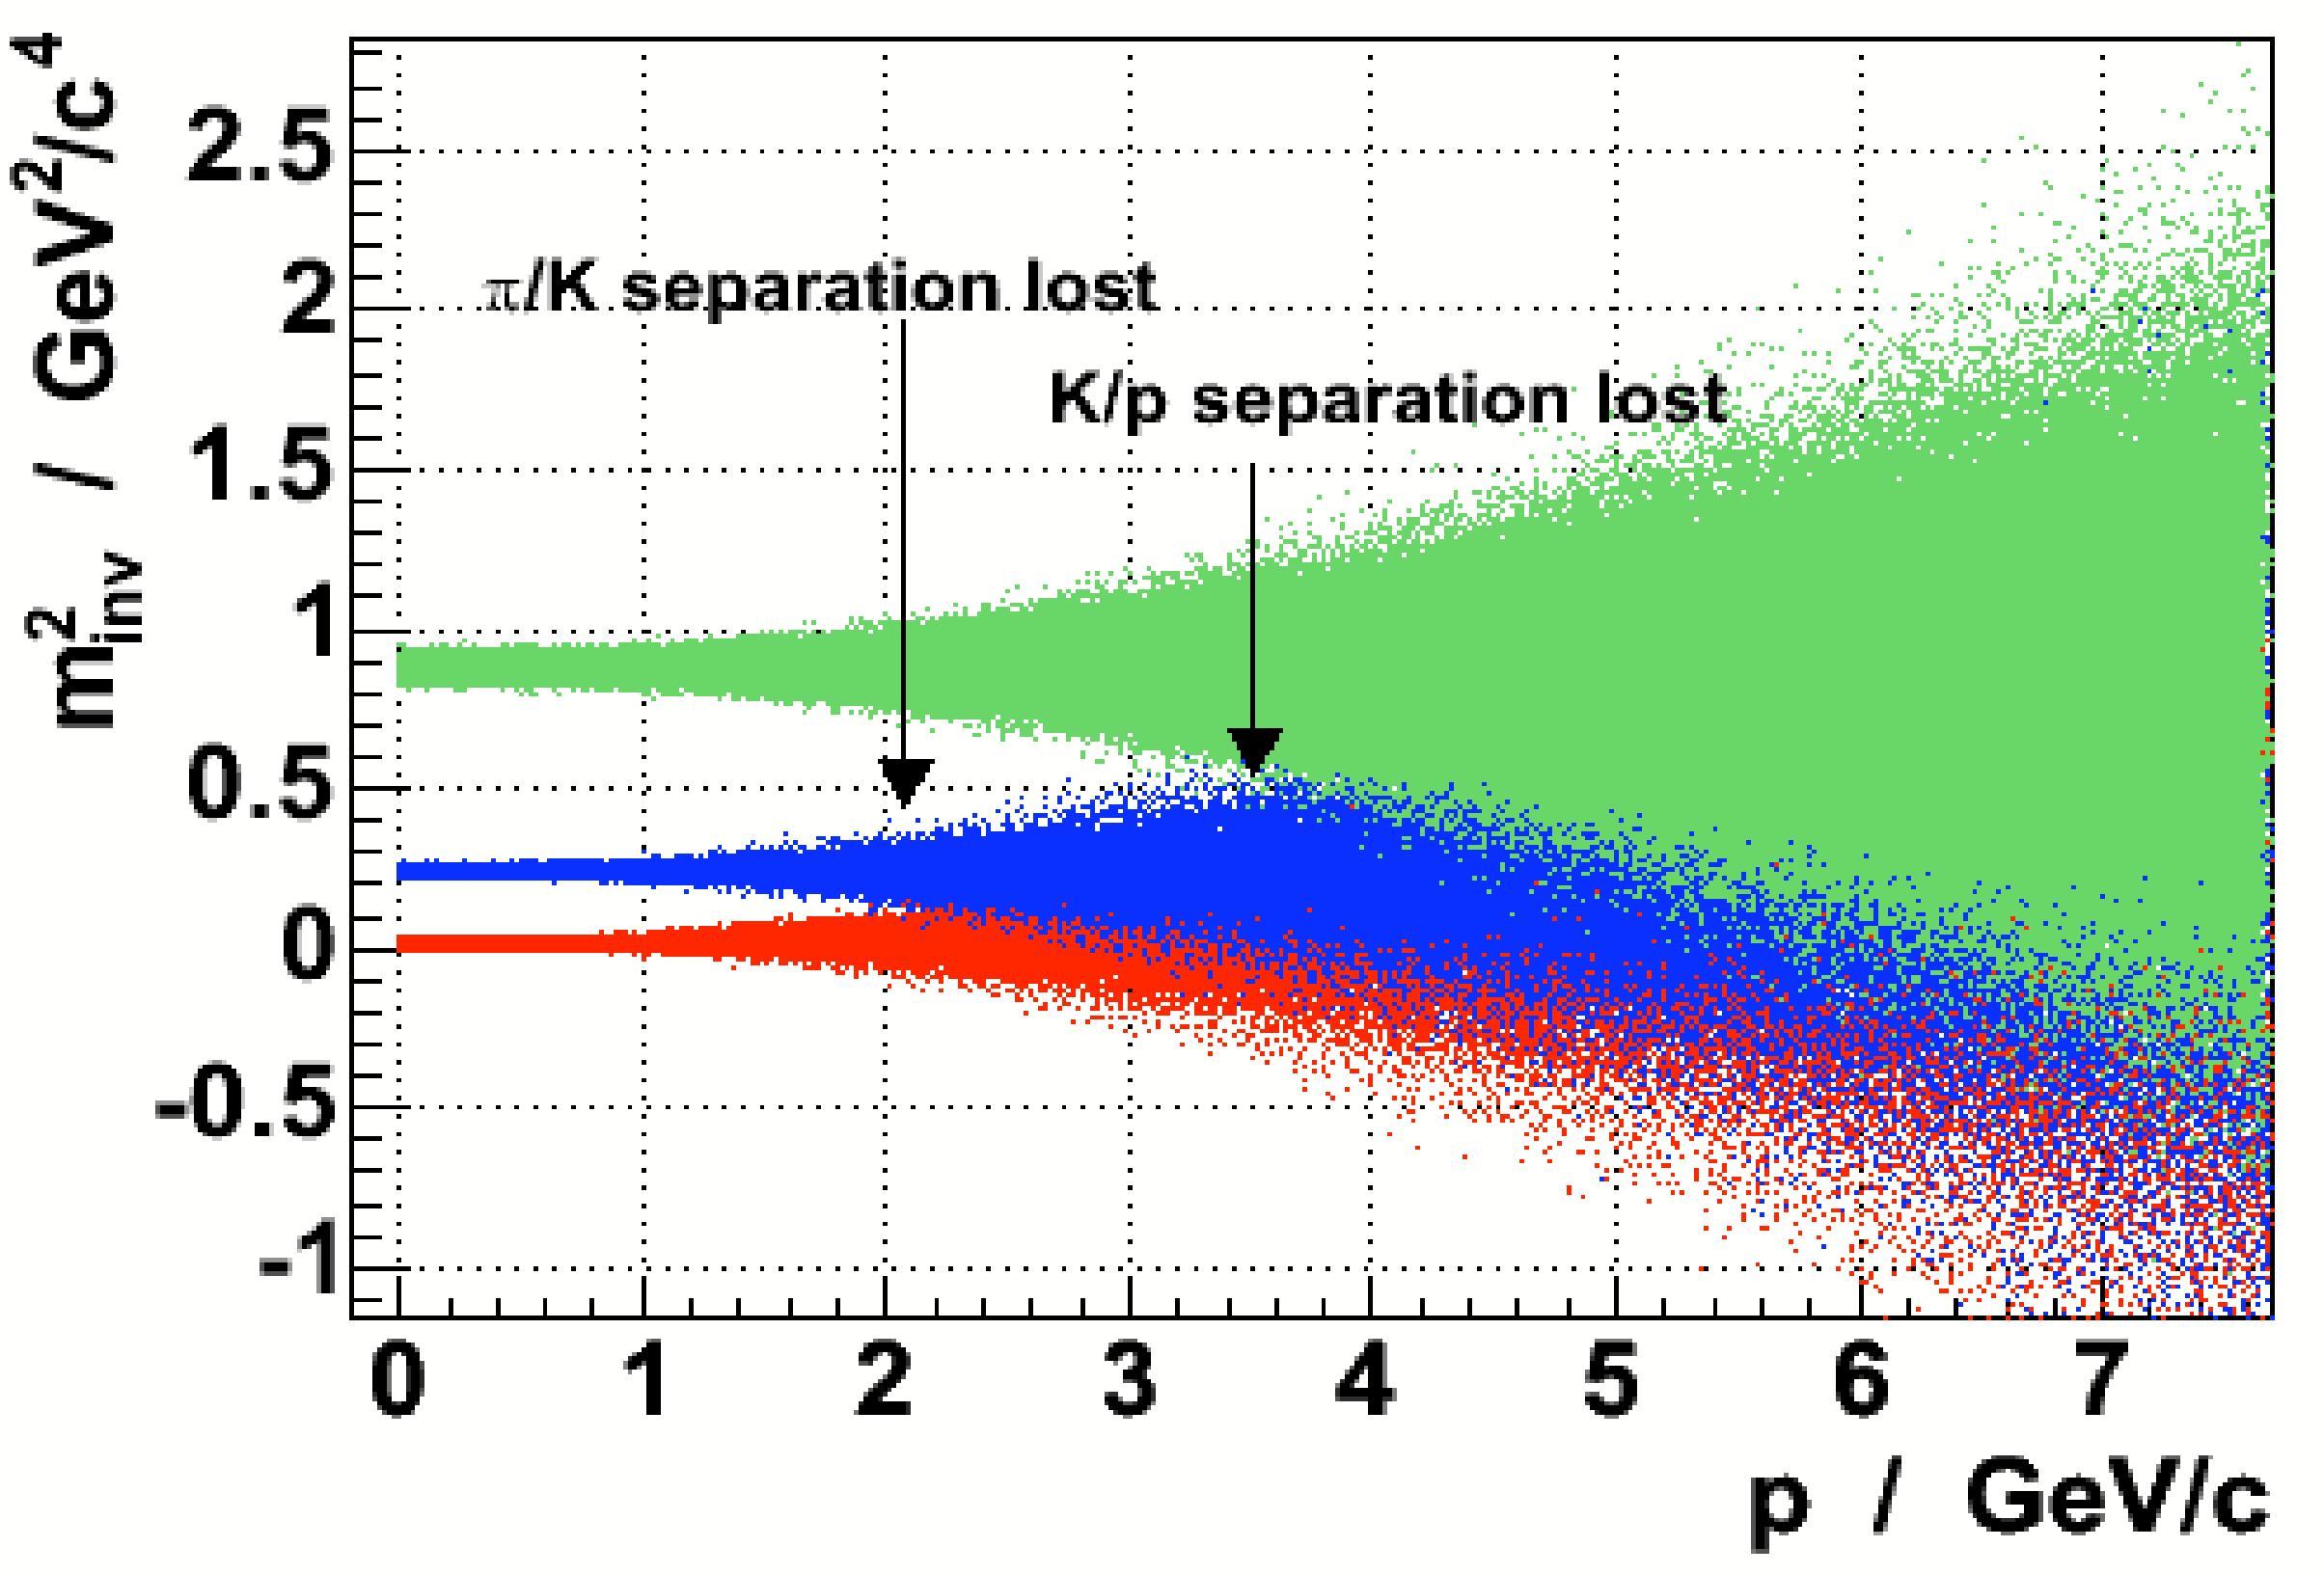 m²inv / GeV²/c⁴
2.5
2
1.5
1
0.5
0
-0.5
-1
π/K separation lost
K/p separation lost
0 1 2 3 4 5 6 7
p / GeV/c